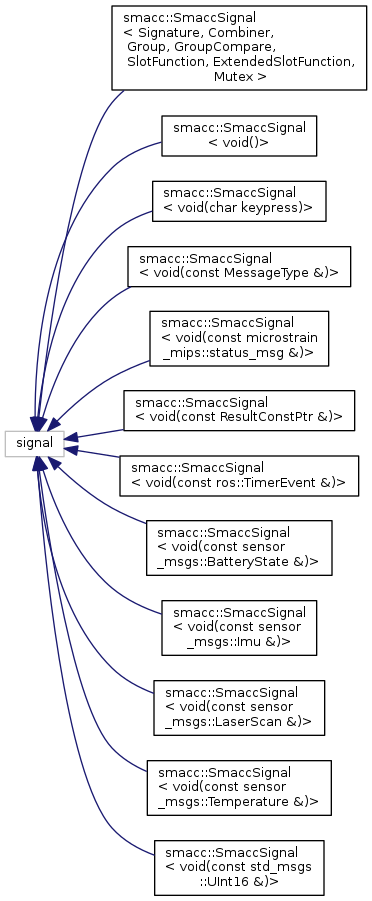 smacc::SmaccSignal
< Signature, Combiner,
Group, GroupCompare,
SlotFunction, ExtendedSlotFunction,
Mutex >
smacc::SmaccSignal
< void()>
smacc::SmaccSignal
< void(char keypress)>
smacc::SmaccSignal
< void(const MessageType &)>
smacc::SmaccSignal
< void(const microstrain
_mips::status_msg &)>
smacc::SmaccSignal
< void(const ResultConstPtr &)>
signal
smacc::SmaccSignal
< void(const ros::TimerEvent &)>
smacc::SmaccSignal
< void(const sensor
_msgs::BatteryState &)>
smacc::SmaccSignal
< void(const sensor
_msgs::Imu &)>
smacc::SmaccSignal
< void(const sensor
_msgs::LaserScan &)>
smacc::SmaccSignal
< void(const sensor
_msgs::Temperature &)>
smacc::SmaccSignal
< void(const std_msgs
::UInt16 &)>